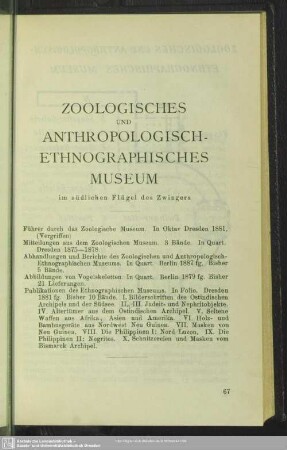 ZOOLOGISCHES
UND
ANTHROPOLOGISCH-
ETHNOGRAPHISCHES
MUSEUM
im südlichen Flügel des Zwingers
Führer durch das Zoologische Museum. In Oktav. Dresden 1881.
(Vergriffen)
Mitteilungen aus dem Zoologischen Museum. 3 Bände. In Quart.
Dresden 1875—1878.
Abhandlungen und Berichte des Zoologischen und Anthropologisch-
Ethnographischen Museums. In Quart. Berlin 1887 fg. Bisher
Bände.
Abbildungen von Vogelskeletten. In Quart. Berlin 1879 fg. Bisher
21 Lieferungen.
Publikationen des Ethnographischen Museums. In Folio. Dresden
1881 fg. Bisher 10 Bände. I. Bilderschriften des Ostindischen
Archipels und der Südsee. II., III. Jadeit- und Nephritobjekte.
IV. Altertümer aus dem Ostindischen Archipel. V. Seltene
Waffen aus Afrika, Asien und Amerika. VI. Holz- und
Bambusgeräte aus Nordwest Neu Guinea. VII. Masken von
Neu Guinea. VIII. Die Philippinen I: Nord-Luzon. IX. Die
Philippinen II: Negritos. X. Schnitzereien und Masken vom
Bismarck Archipel.
67